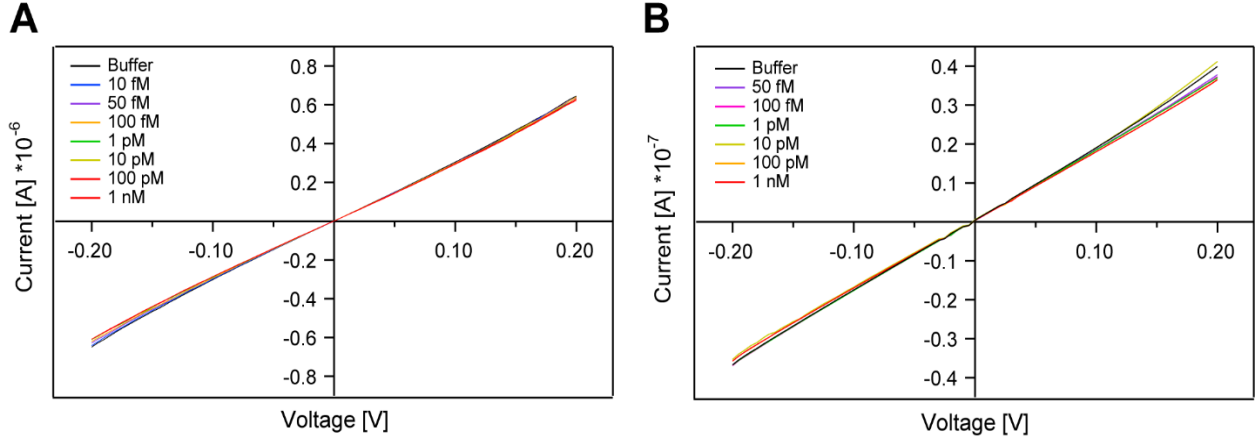 A
Buffer
10 fM
50 fM
100 fM
1 pM
10 pM
100 pM
1 nM
0.8
0.6
0.4
0.2
-0.20
-0.10
0.10
0.20
-0.2
-0.4
-0.6
-0.8
Current [A] *10-6
Voltage [V]
B
Buffer
50 fM
100 fM
1 pM
10 pM
100 pM
1 nM
0.4
0.3
0.2
0.1
-0.20
-0.10
0.10
0.20
-0.1
-0.2
-0.3
-0.4
Current [A] *10-7
Voltage [V]